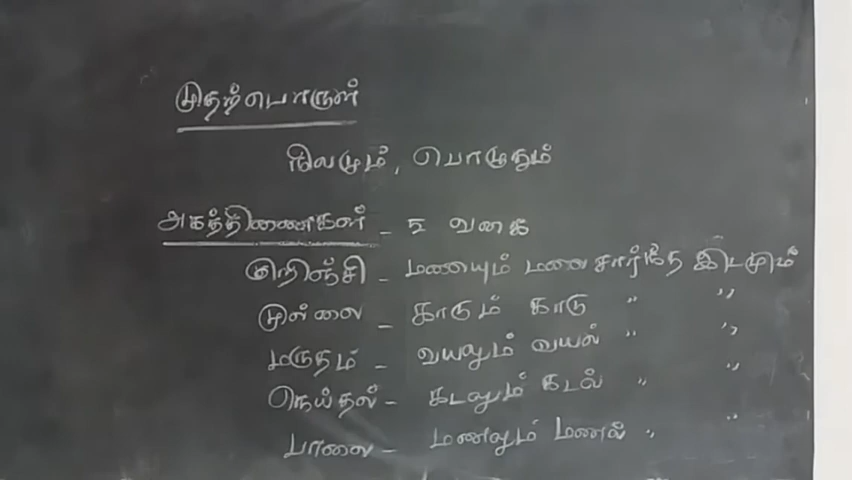 முதற்பொருள்
நிலமும், பொழுதும்
அகத்திணைகள் - 5 வகை
குறிஞ்சி - மலையும் மலை சார்ந்த இடமும்
முல்லை - காடும் காடு " "
மருதம் - வயலும் வயல் " "
நெய்தல் - கடலும் கடல் " "
பாலை - மணலும் மணல் " "